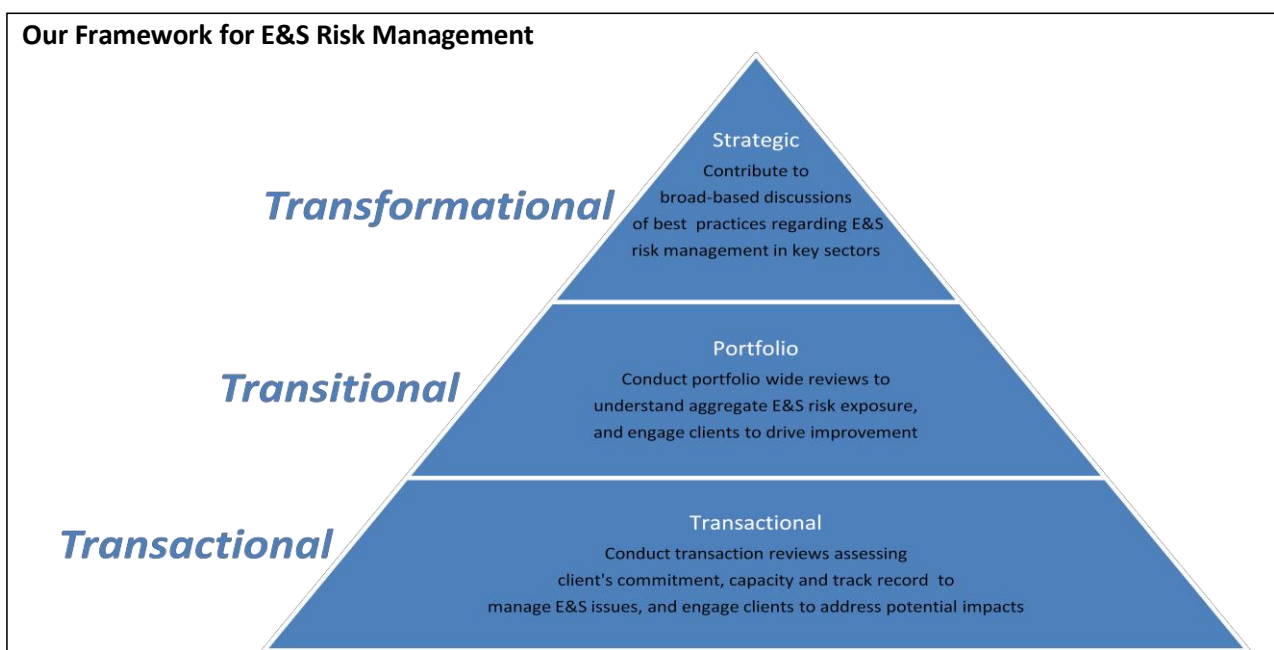 Our Framework for E&S Risk Management
Strategic
Contribute to
broad-based discussions
of best practices regarding E&S
risk management in key sectors
Transformational
Portfolio
Conduct portfolio wide reviews to
understand aggregate E&S risk exposure,
and engage clients to drive improvement
Transitional
Transactional
Conduct transaction reviews assessing
client's commitment, capacity and track record to
manage E&S issues, and engage clients to address potential impacts
Transactional